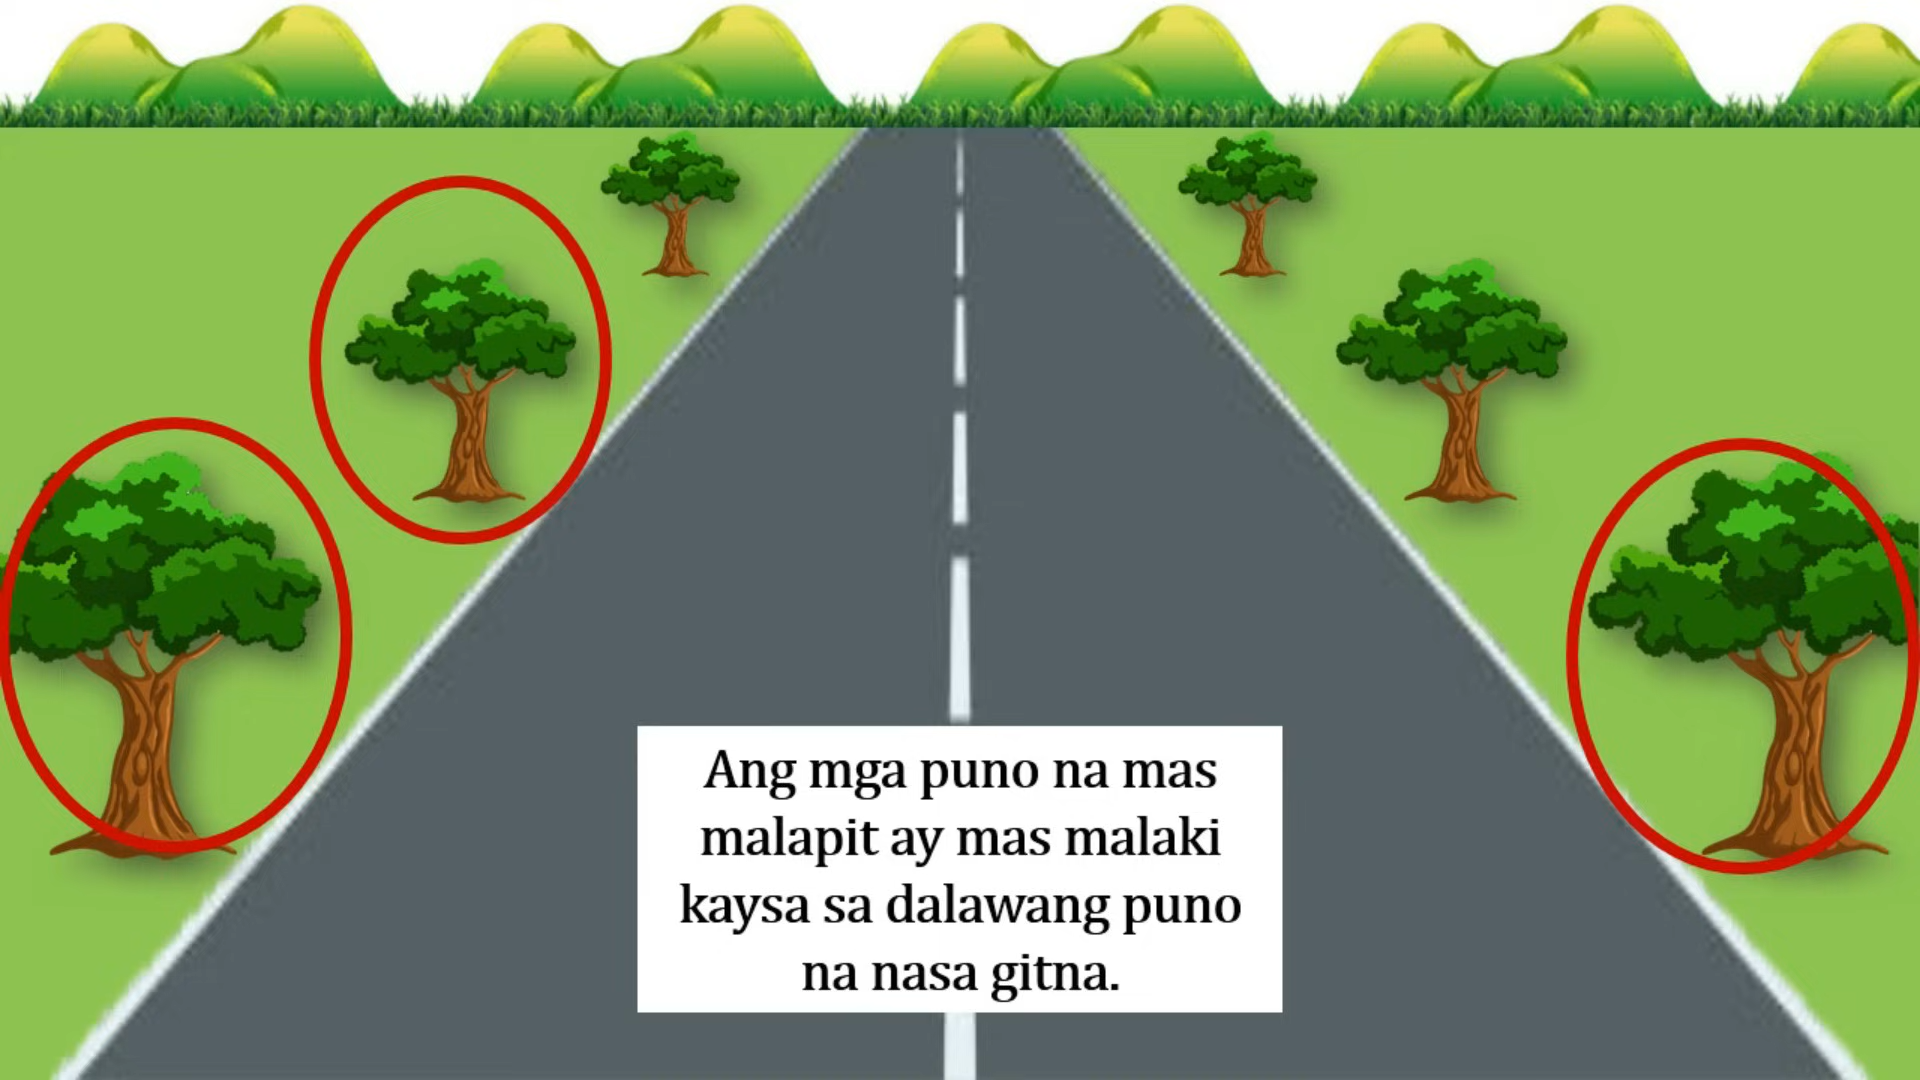 Ang mga puno na mas
malapit ay mas malaki
kaysa sa dalawang puno
na nasa gitna.